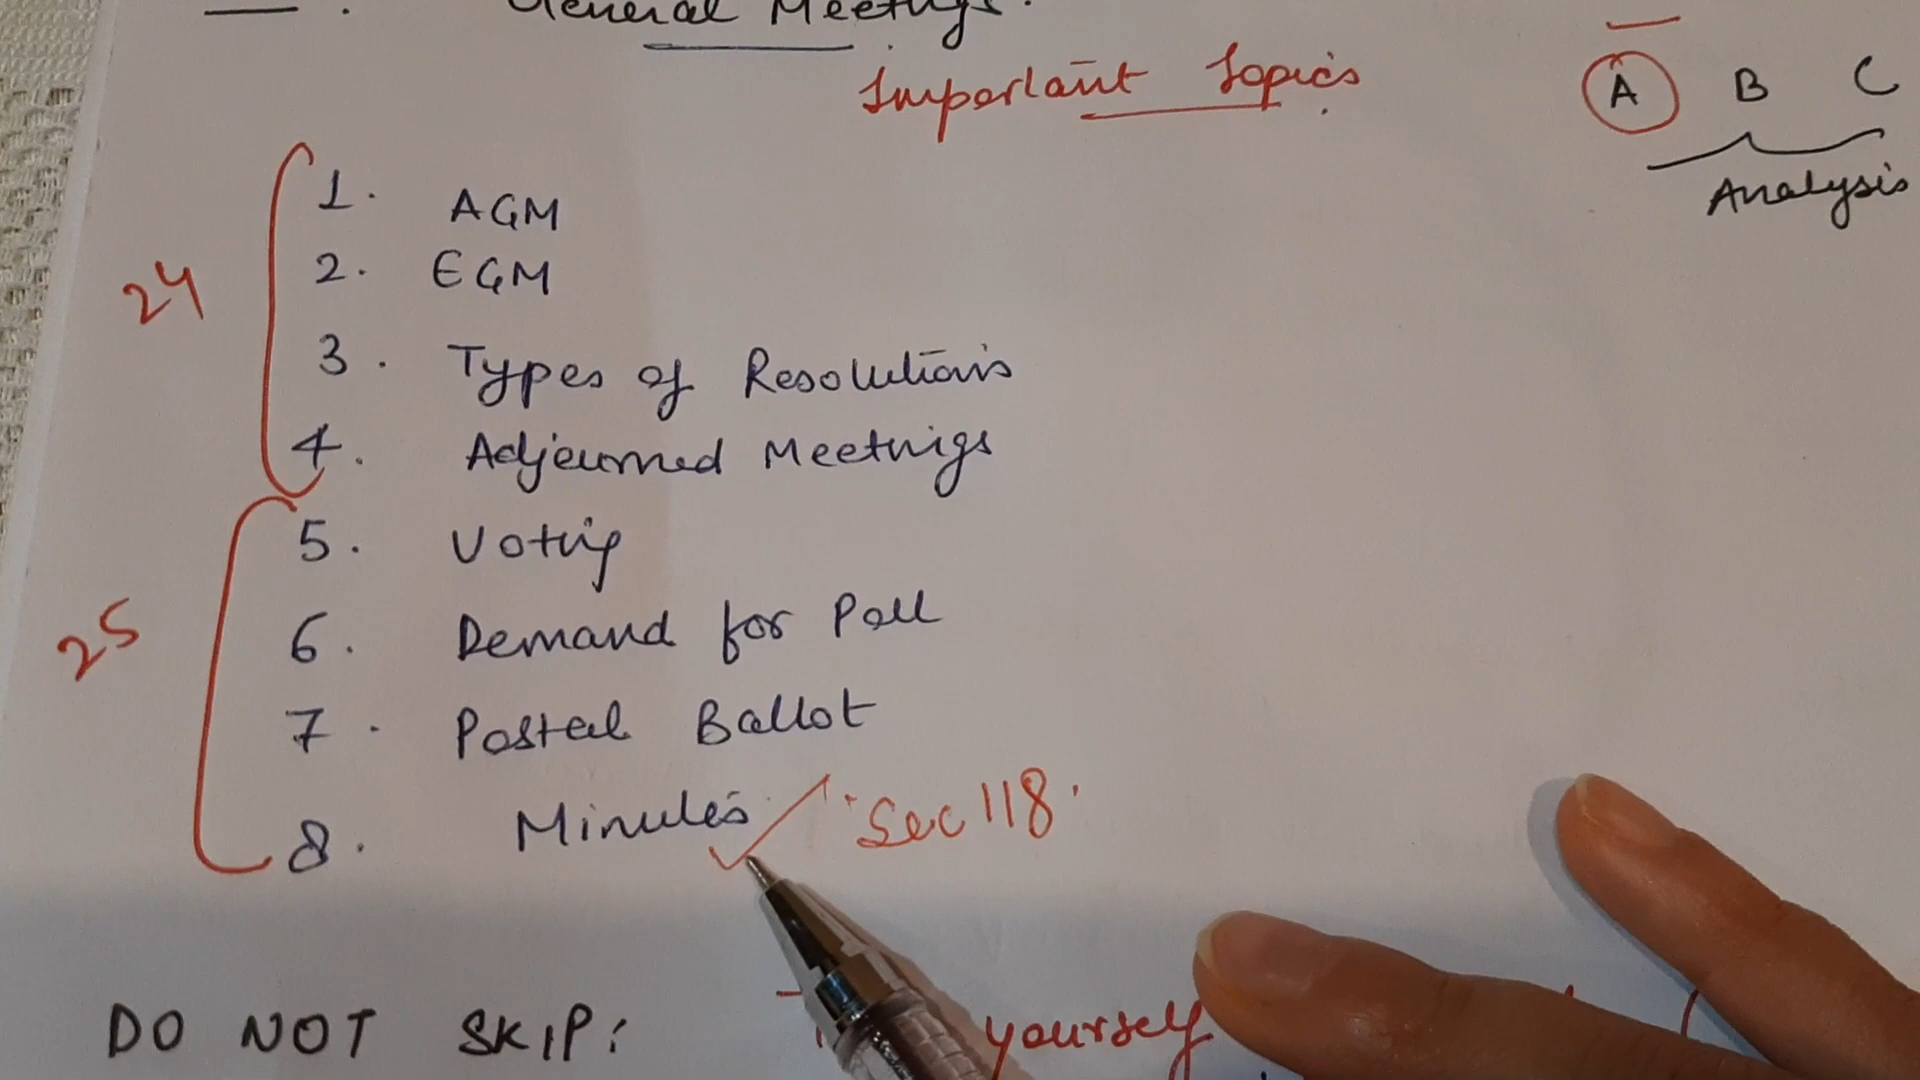 General Meetings.
Important Topics
A B C
Analysis
24
1. AGM
2. EGM
3. Types of Resolutions
4. Adjourned Meetings
25
5. Voting
6. Demand for Poll
7. Postal Ballot
8. Minutes Sec 118.
DO NOT SKIP: yourself